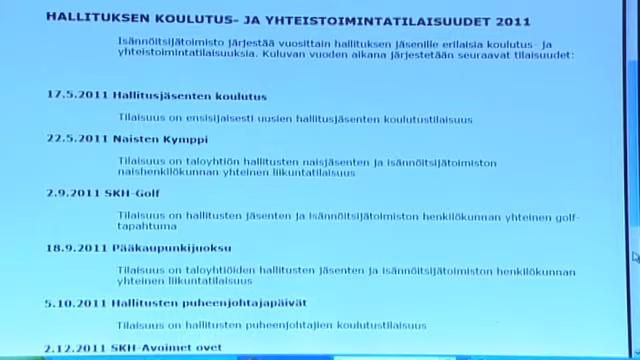 HALLITUKSEN KOULUTUS- JA YHTEISTOIMINTATILAISUUDET 2011
Isännöitsijätoimisto järjestää vuosittain hallituksen jäsenille erilaisia koulutus- ja
yhteistoimintatilaisuuksia. Kuluvan vuoden aikana järjestetään seuraavat tilaisuudet:
17.5.2011 Hallitusjäsenten koulutus
Tilaisuus on ensisijaisesti uusien hallitusjäsenten koulutustilaisuus
22.5.2011 Naisten Kymppi
Tilaisuus on taloyhtiön hallitusten naisjäsenten ja isännöitsijätoimiston
naishenkilökunnan yhteinen liikuntatilaisuus
2.9.2011 SKH-Golf
Tilaisuus on hallitusten jäsenten ja isännöitsijätoimiston henkilökunnan yhteinen golf-
tapahtuma
18.9.2011 Pääkaupunkijuoksu
Tilaisuus on taloyhtiöiden hallitusten jäsenten ja isännöitsijätoimiston henkilökunnan
yhteinen liikuntatilaisuus
5.10.2011 Hallitusten puheenjohtajapäivät
Tilaisuus on hallitusten puheenjohtajien koulutustilaisuus
2.12.2011 SKH-Avoimet ovet